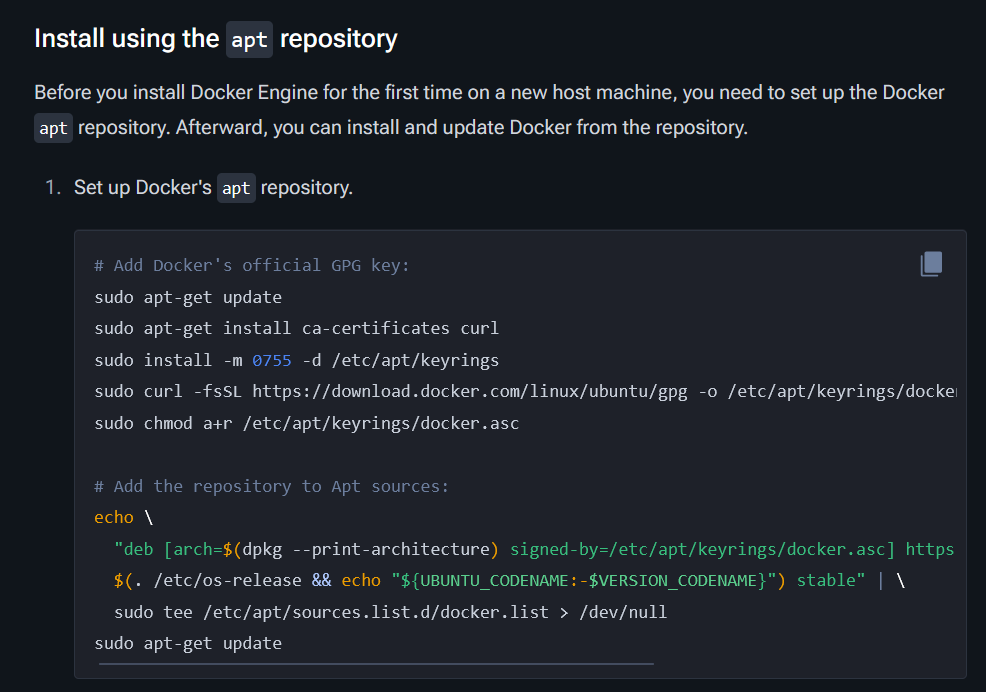 Install using the apt repository
Before you install Docker Engine for the first time on a new host machine, you need to set up the Docker
apt repository. Afterward, you can install and update Docker from the repository.
1. Set up Docker's apt repository.
# Add Docker's official GPG key:
sudo apt-get update
sudo apt-get install ca-certificates curl
sudo install -m 0755 -d /etc/apt/keyrings
sudo curl -fsSL https://download.docker.com/linux/ubuntu/gpg -o /etc/apt/keyrings/docke
sudo chmod a+r /etc/apt/keyrings/docker.asc
# Add the repository to Apt sources:
echo \
"deb [arch=$(dpkg --print-architecture) signed-by=/etc/apt/keyrings/docker.asc] https
$(. /etc/os-release && echo "${UBUNTU_CODENAME:-$VERSION_CODENAME}") stable" | \
sudo tee /etc/apt/sources.list.d/docker.list > /dev/null
sudo apt-get update